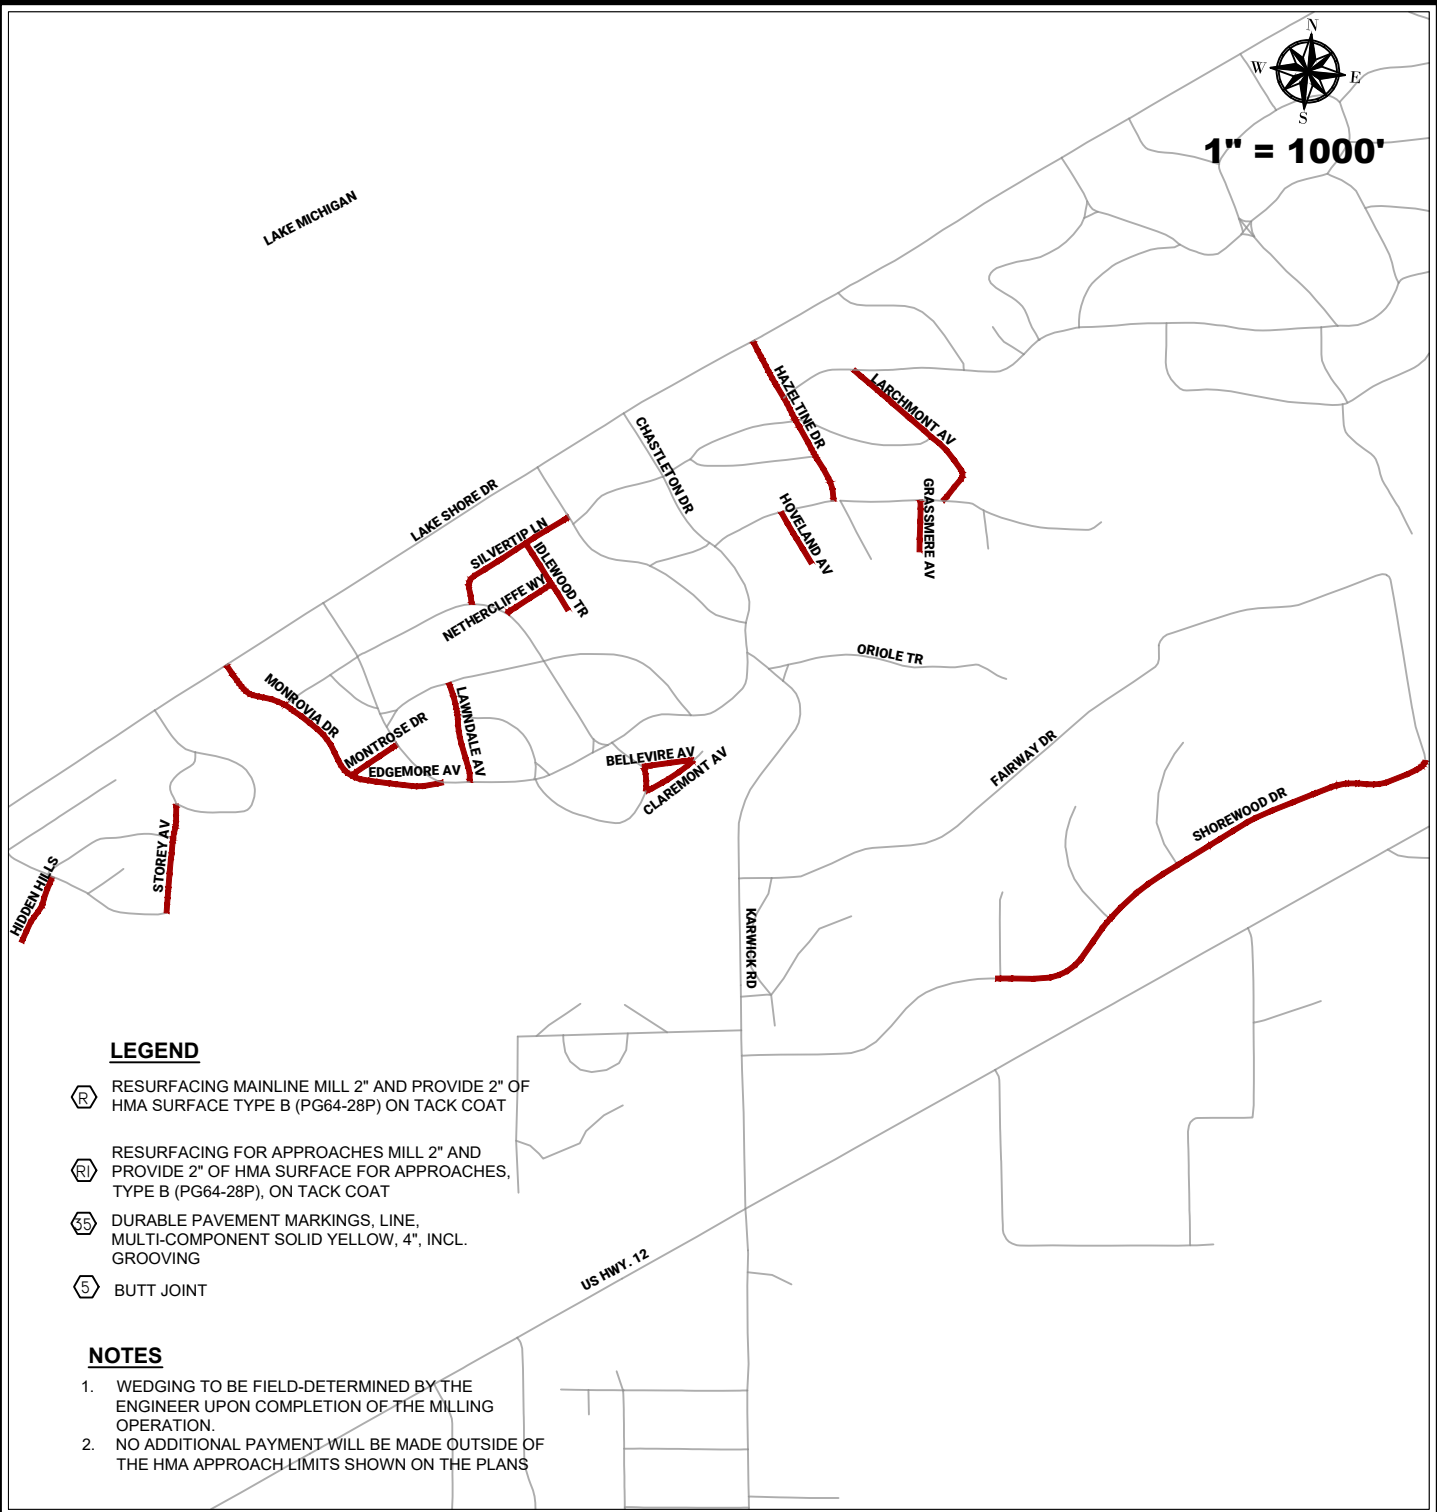 N
W
E
S
1" = 1000'
LAKE MICHIGAN
HAZELTINE DR
LARCHMONT AV
CHASTLETON DR
LAKE SHORE DR
GRASSMERE AV
HOVELAND AV
SILVERTIP LN
IDLEWOOD TR
NETHERCLIFFE WY
ORIOLE TR
MONROVIA DR
LAWNDALE AV
MONTROSE DR
EDGEMORE AV
BELLEVIRE AV
CLAREMONT AV
FAIRWAY DR
SHOREWOOD DR
STOREY AV
HIDDEN HILLS
KARWICK RD
US HWY. 12
LEGEND
R
RESURFACING MAINLINE MILL 2" AND PROVIDE 2" OF
HMA SURFACE TYPE B (PG64-28P) ON TACK COAT
RI
RESURFACING FOR APPROACHES MILL 2" AND
PROVIDE 2" OF HMA SURFACE FOR APPROACHES,
TYPE B (PG64-28P), ON TACK COAT
35
DURABLE PAVEMENT MARKINGS, LINE,
MULTI-COMPONENT SOLID YELLOW, 4", INCL.
GROOVING
5
BUTT JOINT
NOTES
1. WEDGING TO BE FIELD-DETERMINED BY THE
ENGINEER UPON COMPLETION OF THE MILLING
OPERATION.
2. NO ADDITIONAL PAYMENT WILL BE MADE OUTSIDE OF
THE HMA APPROACH LIMITS SHOWN ON THE PLANS